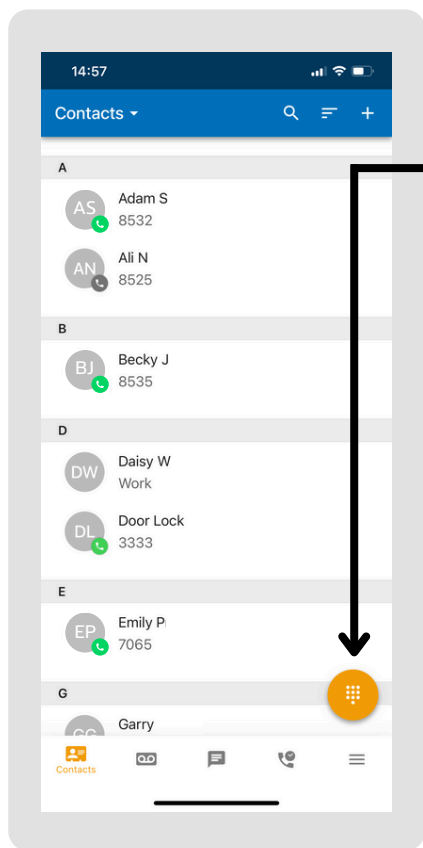 14:57
Contacts
A
AS
Adam S
8532
AN
Ali N
8525
B
BJ
Becky J
8535
D
DW
Daisy W
Work
DL
Door Lock
3333
E
EP
Emily P
7065
G
GG
Garry
Contacts